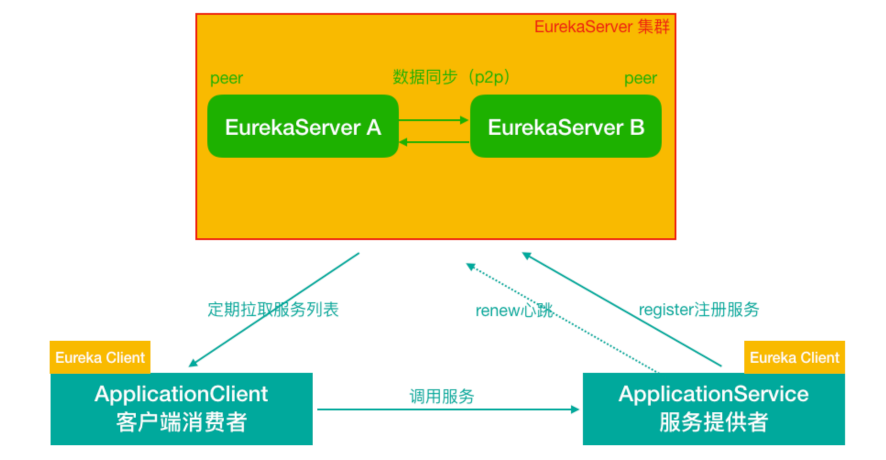 EurekaServer 集群
peer
数据同步（p2p）
peer
EurekaServer A
EurekaServer B
定期拉取服务列表
renew心跳
register注册服务
Eureka Client
Eureka Client
ApplicationClient
客户端消费者
调用服务
ApplicationService
服务提供者